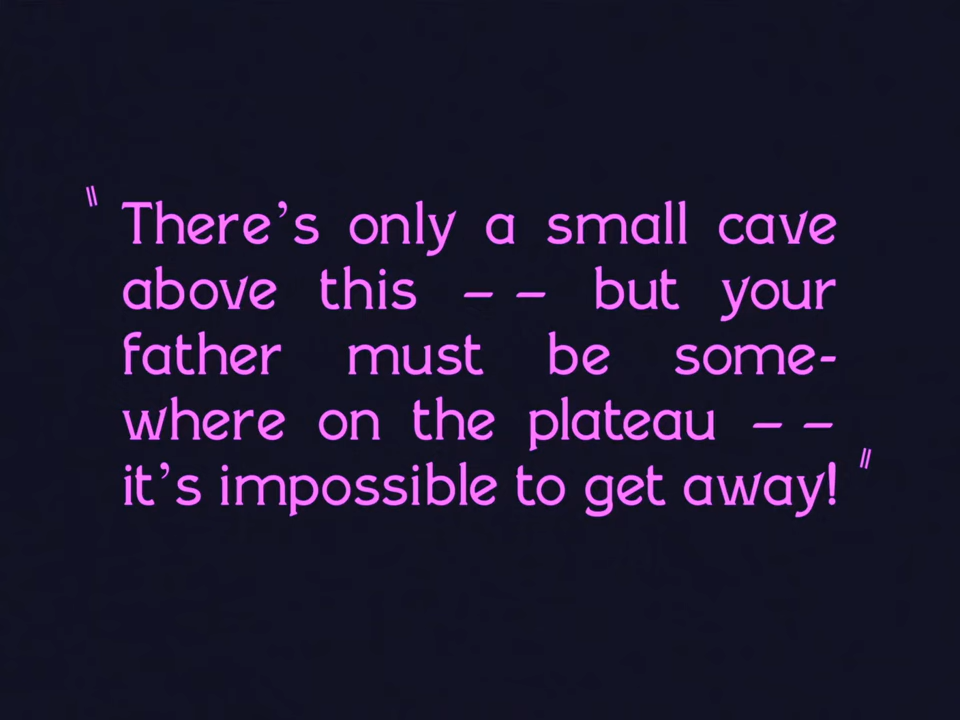 "There's only a small cave
above this – – but your
father must be some-
where on the plateau – –
it's impossible to get away!"